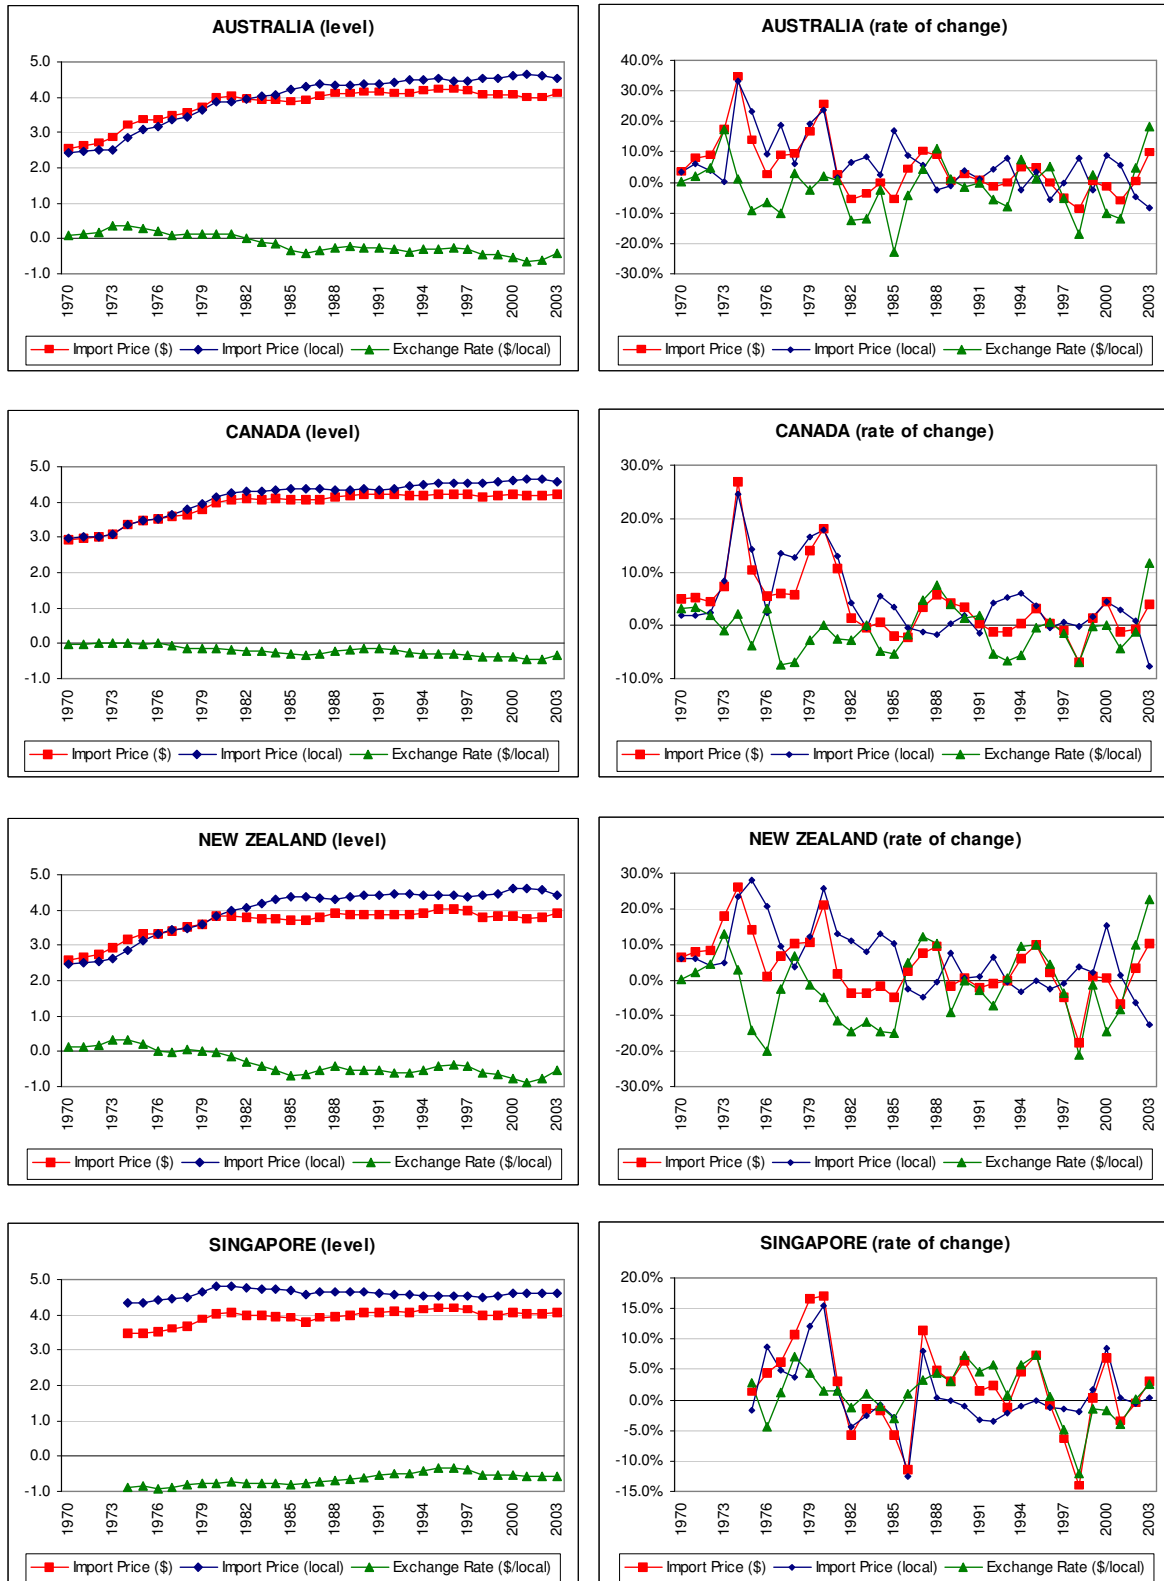 AUSTRALIA (level)
5.0
4.0
3.0
2.0
1.0
0.0
-1.0
1970 1973 1976 1979 1982 1985 1988 1991 1994 1997 2000 2003
Import Price ($) Import Price (local) Exchange Rate ($/local)
AUSTRALIA (rate of change)
40.0%
30.0%
20.0%
10.0%
0.0%
-10.0%
-20.0%
-30.0%
1970 1973 1976 1979 1982 1985 1988 1991 1994 1997 2000 2003
Import Price ($) Import Price (local) Exchange Rate ($/local)
CANADA (level)
5.0
4.0
3.0
2.0
1.0
0.0
-1.0
1970 1973 1976 1979 1982 1985 1988 1991 1994 1997 2000 2003
Import Price ($) Import Price (local) Exchange Rate ($/local)
CANADA (rate of change)
30.0%
20.0%
10.0%
0.0%
-10.0%
1970 1973 1976 1979 1982 1985 1988 1991 1994 1997 2000 2003
Import Price ($) Import Price (local) Exchange Rate ($/local)
NEW ZEALAND (level)
5.0
4.0
3.0
2.0
1.0
0.0
-1.0
1970 1973 1976 1979 1982 1985 1988 1991 1994 1997 2000 2003
Import Price ($) Import Price (local) Exchange Rate ($/local)
NEW ZEALAND (rate of change)
30.0%
20.0%
10.0%
0.0%
-10.0%
-20.0%
-30.0%
1970 1973 1976 1979 1982 1985 1988 1991 1994 1997 2000 2003
Import Price ($) Import Price (local) Exchange Rate ($/local)
SINGAPORE (level)
5.0
4.0
3.0
2.0
1.0
0.0
-1.0
1970 1973 1976 1979 1982 1985 1988 1991 1994 1997 2000 2003
Import Price ($) Import Price (local) Exchange Rate ($/local)
SINGAPORE (rate of change)
20.0%
15.0%
10.0%
5.0%
0.0%
-5.0%
-10.0%
-15.0%
1970 1973 1976 1979 1982 1985 1988 1991 1994 1997 2000 2003
Import Price ($) Import Price (local) Exchange Rate ($/local)